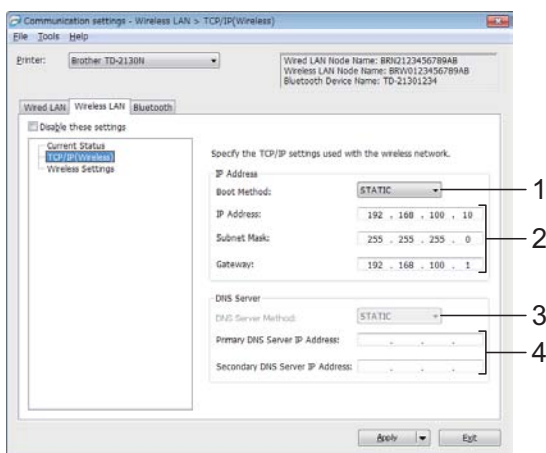 Communication settings - Wireless LAN > TCP/IP(Wireless)
File Tools Help
Printer: Brother TD-2130N
Wired LAN Node Name: BRN2123456789AB
Wireless LAN Node Name: BRW0123456789AB
Bluetooth Device Name: TD-21301234
Wired LAN Wireless LAN Bluetooth
Disable these settings
Current Status
TCP/IP(Wireless)
Wireless Settings
Specify the TCP/IP settings used with the wireless network.
IP Address
Boot Method: STATIC 1
IP Address: 192 . 168 . 100 . 10
Subnet Mask: 255 . 255 . 255 . 0 2
Gateway: 192 . 168 . 100 . 1
DNS Server
DNS Server Method: STATIC 3
Primary DNS Server IP Address: . . .
4
Secondary DNS Server IP Address: . . .
Apply Exit